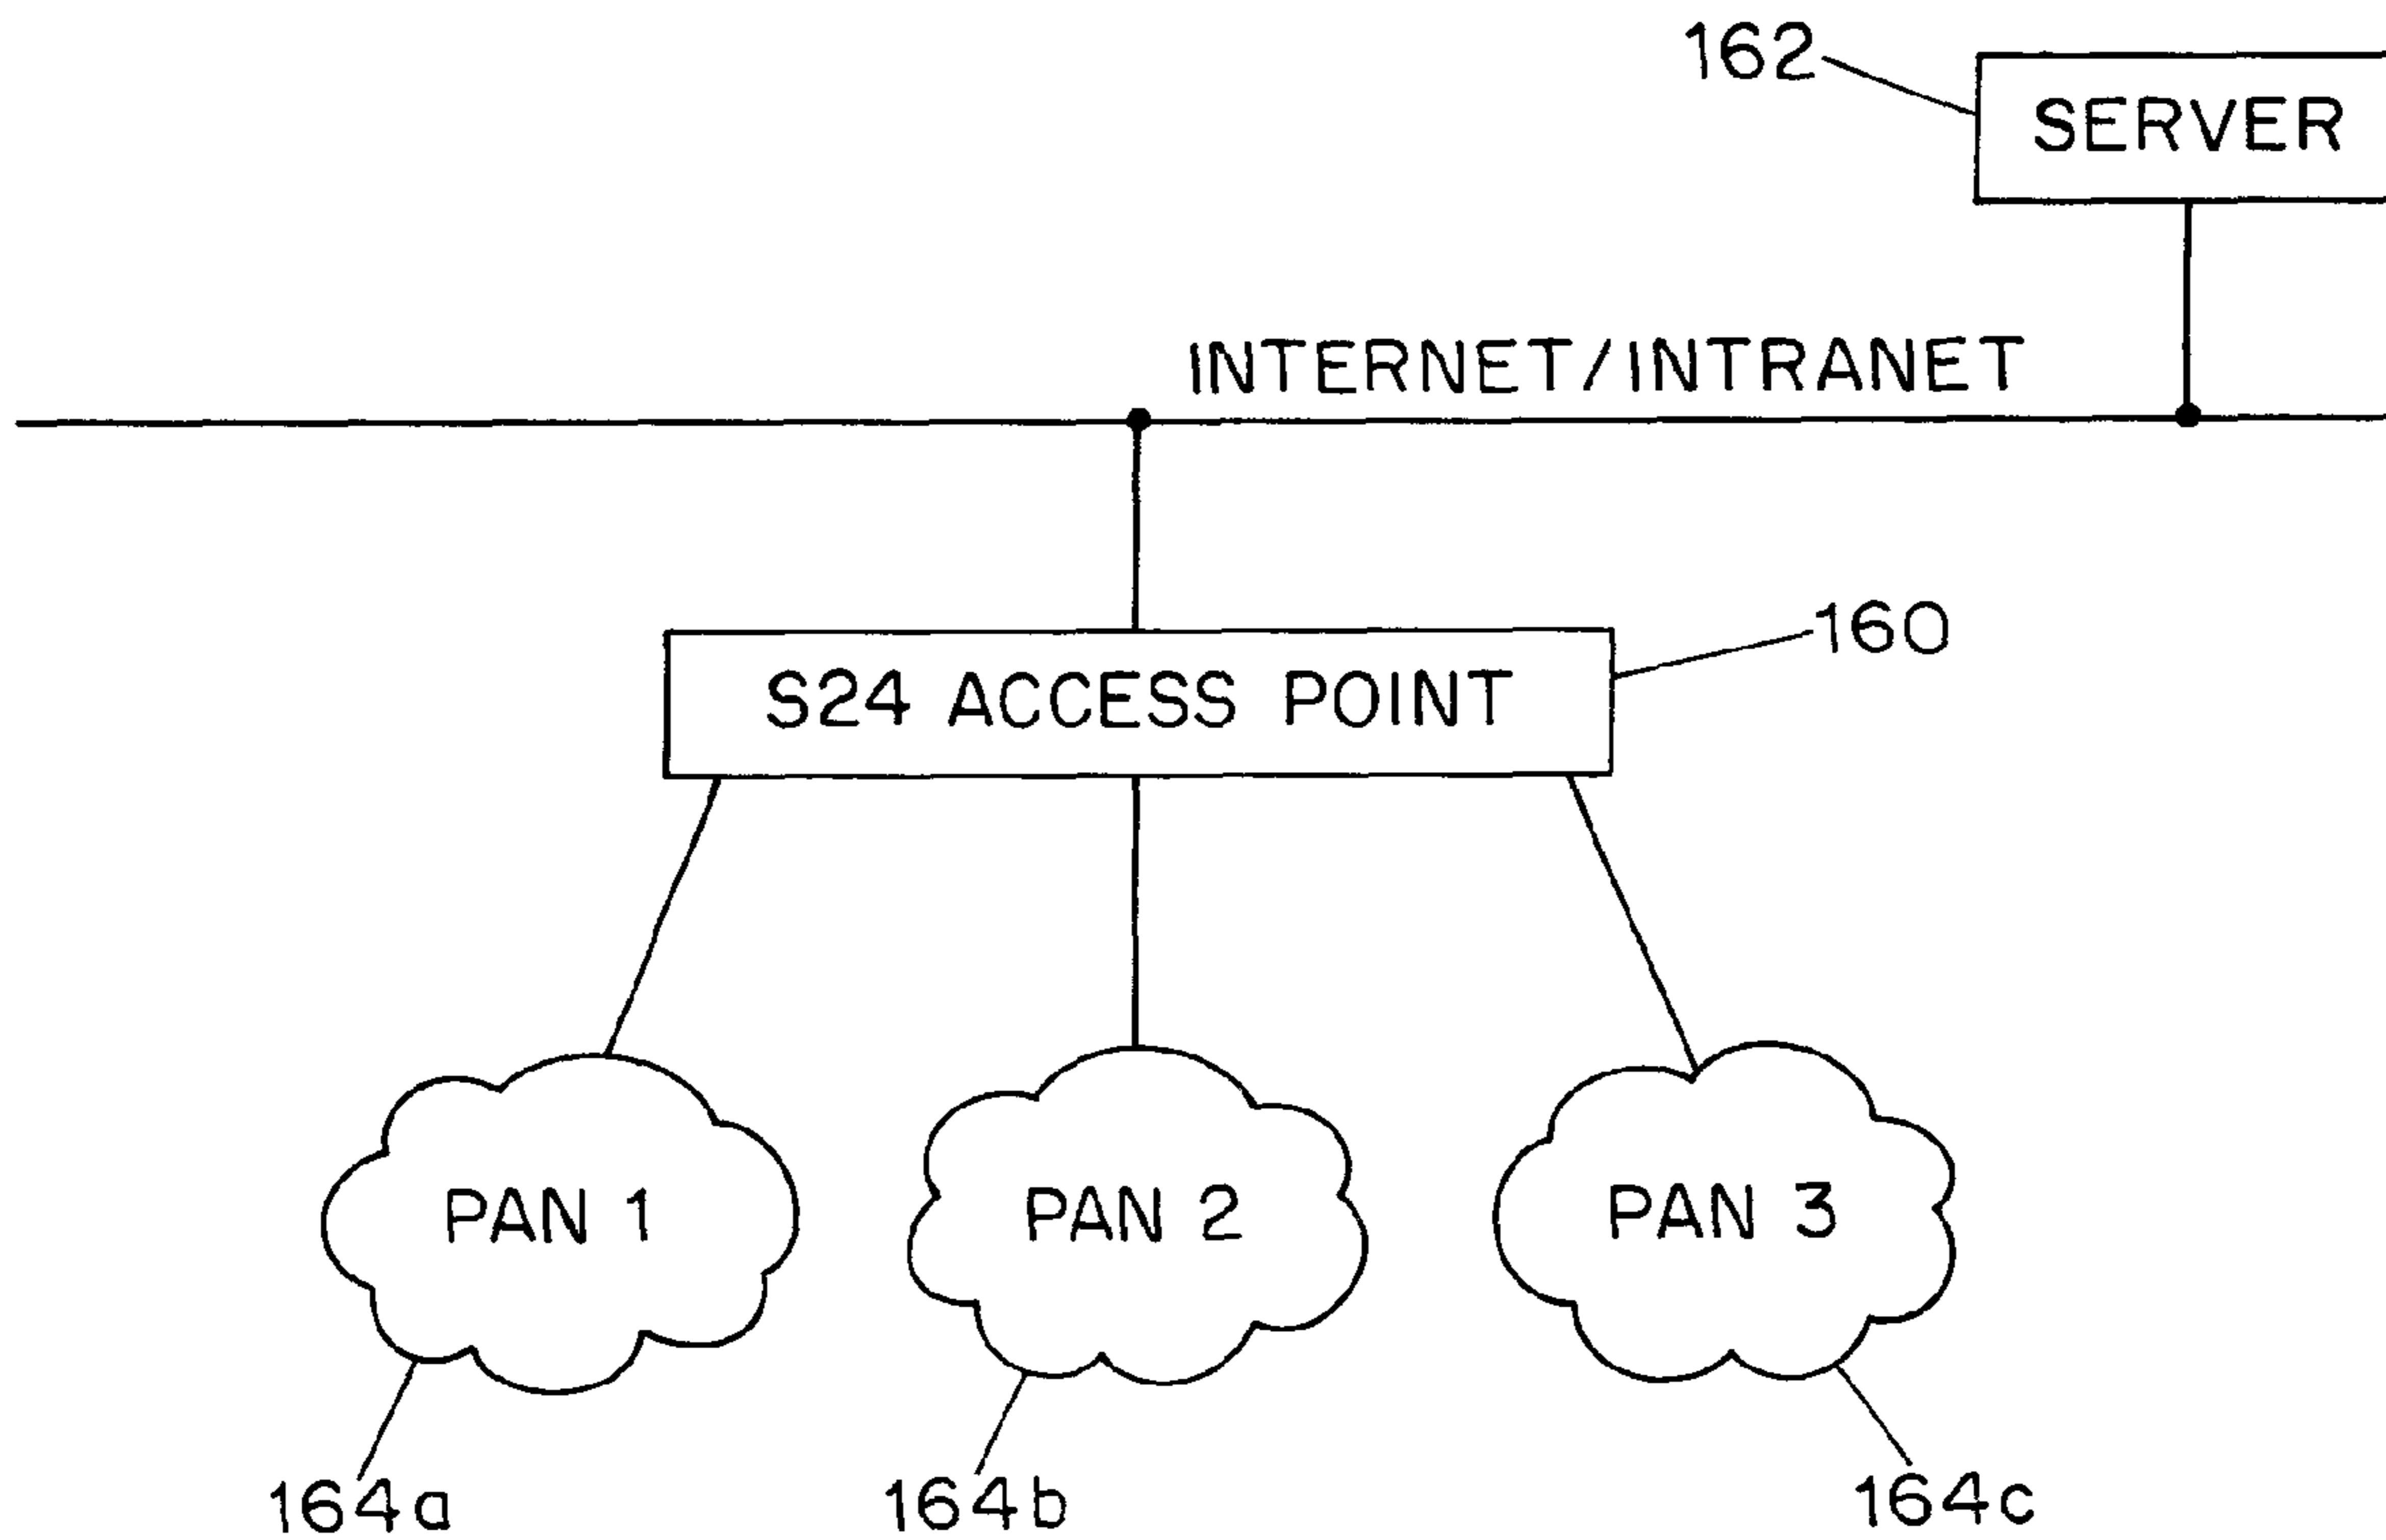 162
SERVER
INTERNET/INTRANET
160
S24 ACCESS POINT
PAN 1
PAN 2
PAN 3
164a
164b
164c